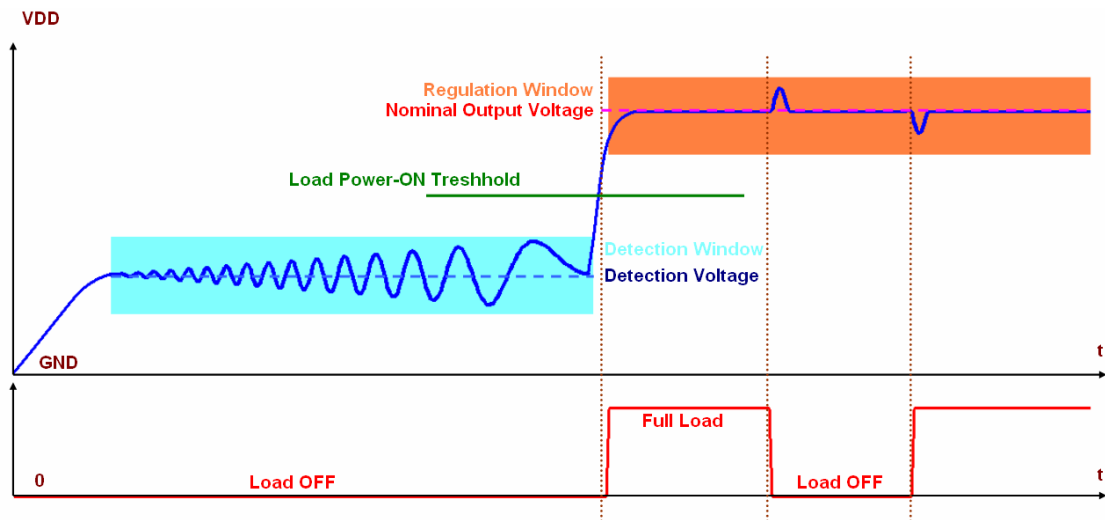 VDD
Regulation Window
Nominal Output Voltage
Load Power-ON Treshhold
Detection Window
Detection Voltage
GND
t
Full Load
0
Load OFF
Load OFF
t